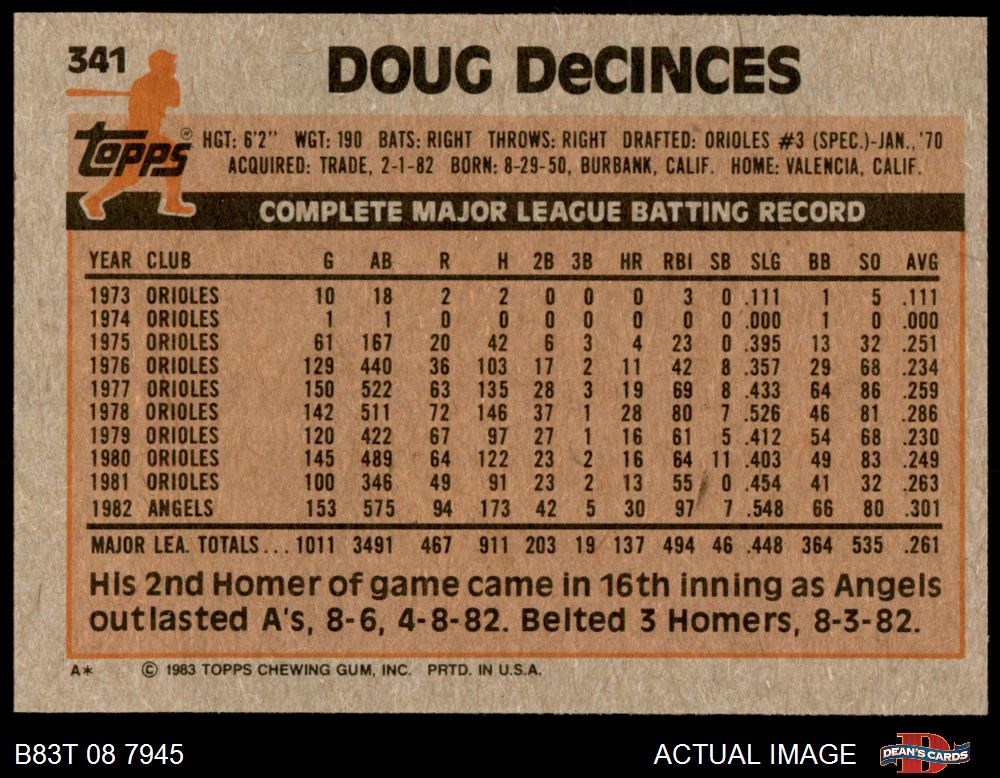 341
DOUG DeCINCES
Topps®
HGT: 6'2" WGT: 190 BATS: RIGHT THROWS: RIGHT DRAFTED: ORIOLES #3 (SPEC.)-JAN., '70
ACQUIRED: TRADE, 2-1-82 BORN: 8-29-50, BURBANK, CALIF. HOME: VALENCIA, CALIF.
COMPLETE MAJOR LEAGUE BATTING RECORD
YEAR CLUB G AB R H 2B 3B HR RBI SB SLG BB SO AVG
1973 ORIOLES 10 18 2 2 0 0 0 3 0 .111 1 5 .111
1974 ORIOLES 1 1 0 0 0 0 0 0 0 .000 1 0 .000
1975 ORIOLES 61 167 20 42 6 3 4 23 0 .395 13 32 .251
1976 ORIOLES 129 440 36 103 17 2 11 42 8 .357 29 68 .234
1977 ORIOLES 150 522 63 135 28 3 19 69 8 .433 64 86 .259
1978 ORIOLES 142 511 72 146 37 1 28 80 7 .526 46 81 .286
1979 ORIOLES 120 422 67 97 27 1 16 61 5 .412 54 68 .230
1980 ORIOLES 145 489 64 122 23 2 16 64 11 .403 49 83 .249
1981 ORIOLES 100 346 49 91 23 2 13 55 0 .454 41 32 .263
1982 ANGELS 153 575 94 173 42 5 30 97 7 .548 66 80 .301
MAJOR LEA. TOTALS... 1011 3491 467 911 203 19 137 494 46 .448 364 535 .261
His 2nd Homer of game came in 16th inning as Angels
outlasted A's, 8-6, 4-8-82. Belted 3 Homers, 8-3-82.
A* © 1983 TOPPS CHEWING GUM, INC. PRTD. IN U.S.A.
B83T 08 7945 ACTUAL IMAGE DEAN'S CARDS